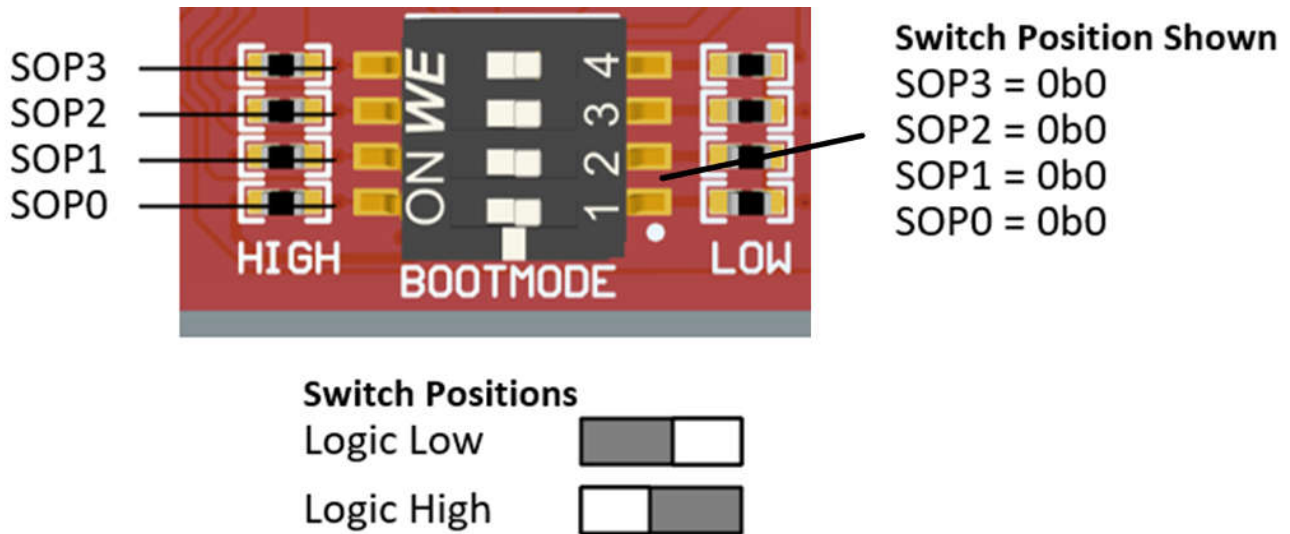 SOP3
SOP2
SOP1
SOP0
HIGH
ON WE
4
3
2
1
BOOTMODE
LOW
Switch Position Shown
SOP3 = 0b0
SOP2 = 0b0
SOP1 = 0b0
SOP0 = 0b0
Switch Positions
Logic Low
Logic High